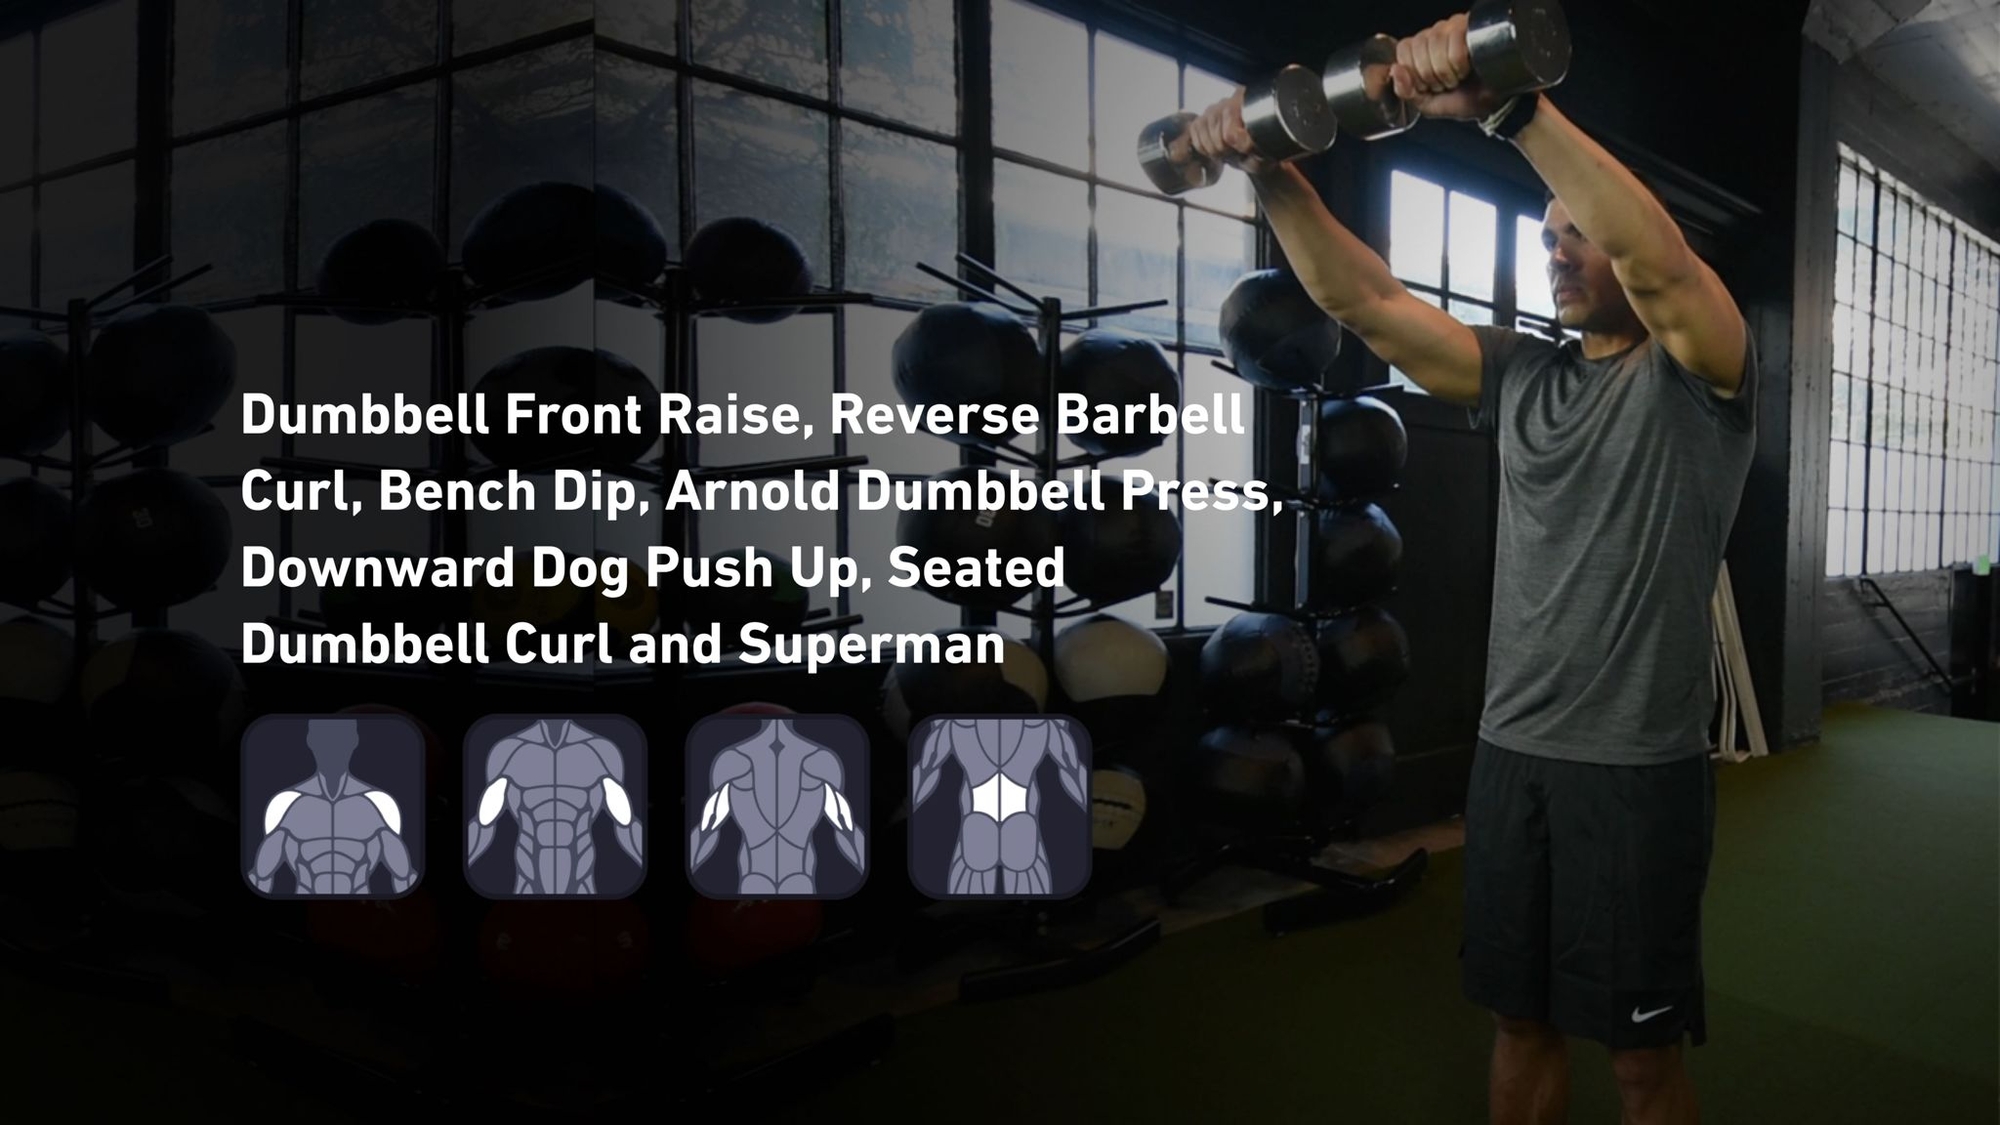 Dumbbell Front Raise, Reverse Barbell
Curl, Bench Dip, Arnold Dumbbell Press,
Downward Dog Push Up, Seated
Dumbbell Curl and Superman